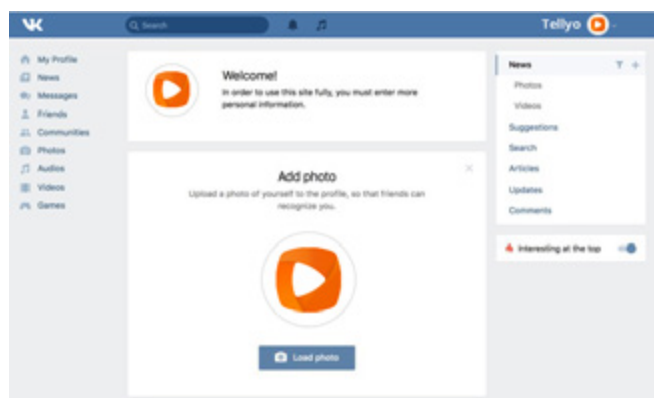 Search
Tellyo
My Profile
News
Messages
Friends
Communities
Photos
Audios
Videos
Games
Welcome!
In order to use this site fully, you must enter more
personal information.
Add photo
Upload a photo of yourself to the profile, so that friends can
recognize you.
Load photo
News
Photos
Videos
Suggestions
Search
Articles
Updates
Comments
Interesting at the top